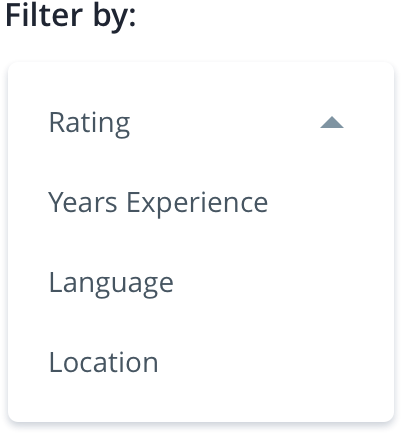 Filter by:
Rating
Years Experience
Language
Location